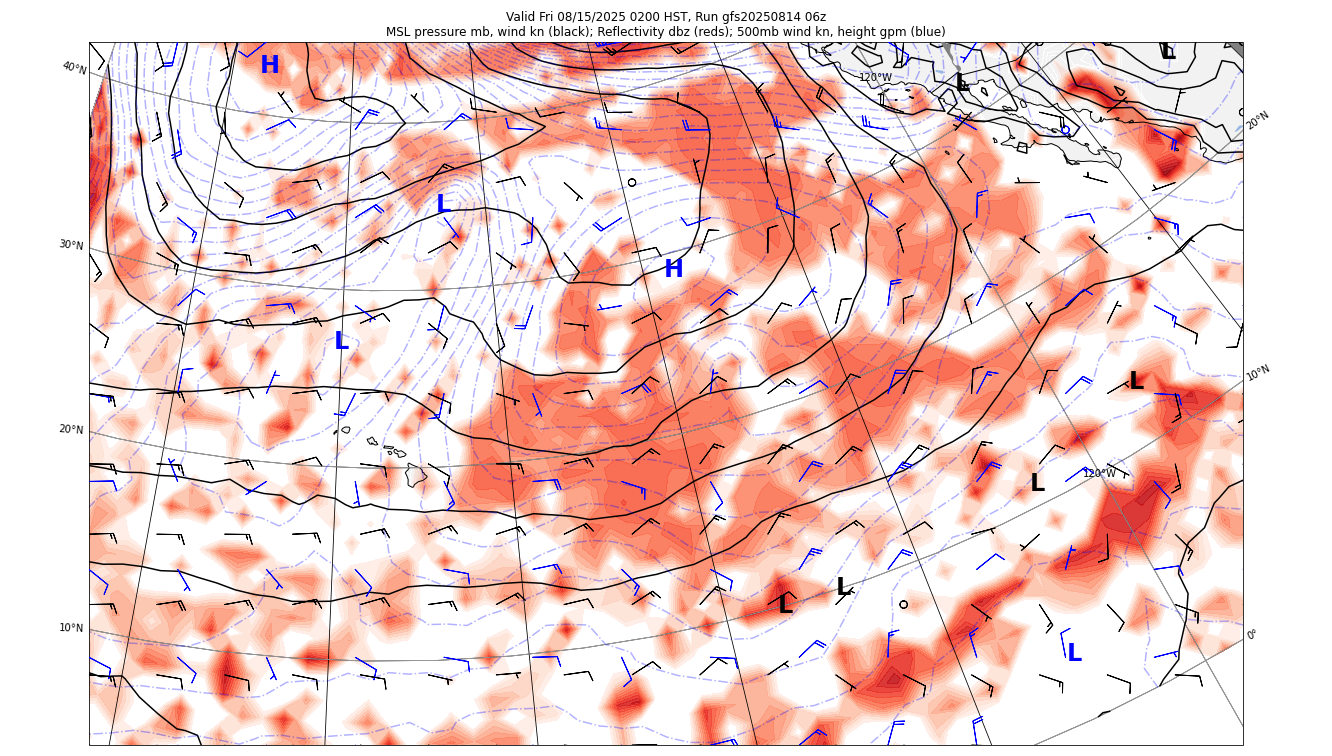 Valid Fri 08/15/2025 0200 HST, Run gfs20250814 06z
MSL pressure mb, wind kn (black); Reflectivity dbz (reds); 500mb wind kn, height gpm (blue)
L
H
40°N
120°W
L
20°N
L
30°N
H
L
10°N
L
20°N
120°W
L
L
L
10°N
0°
L